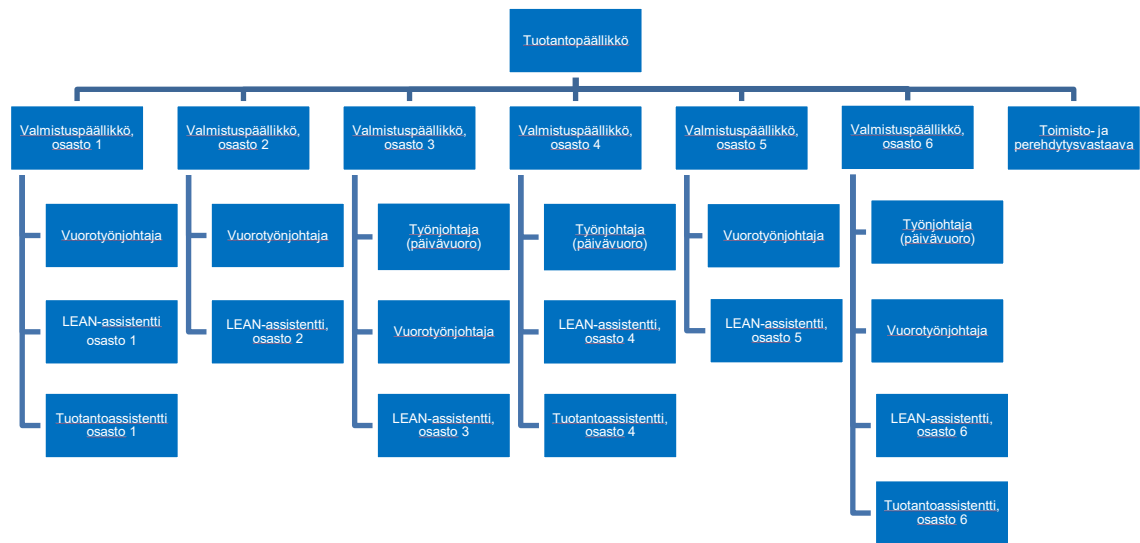 Tuotantopäällikkö
Valmistuspäällikkö,
osasto 1
Valmistuspäällikkö,
osasto 2
Valmistuspäällikkö,
osasto 3
Valmistuspäällikkö,
osasto 4
Valmistuspäällikkö,
osasto 5
Valmistuspäällikkö,
osasto 6
Toimisto- ja
perehdytysvastaava
Vuorotyönjohtaja
LEAN-assistentti
osasto 1
Tuotantoassistentti
osasto 1
Vuorotyönjohtaja
LEAN-assistentti,
osasto 2
Työnjohtaja
(päivävuoro)
Vuorotyönjohtaja
LEAN-assistentti,
osasto 3
Työnjohtaja
(päivävuoro)
LEAN-assistentti,
osasto 4
Tuotantoassistentti,
osasto 4
Vuorotyönjohtaja
LEAN-assistentti,
osasto 5
Työnjohtaja
(päivävuoro)
Vuorotyönjohtaja
LEAN-assistentti,
osasto 6
Tuotantoassistentti,
osasto 6